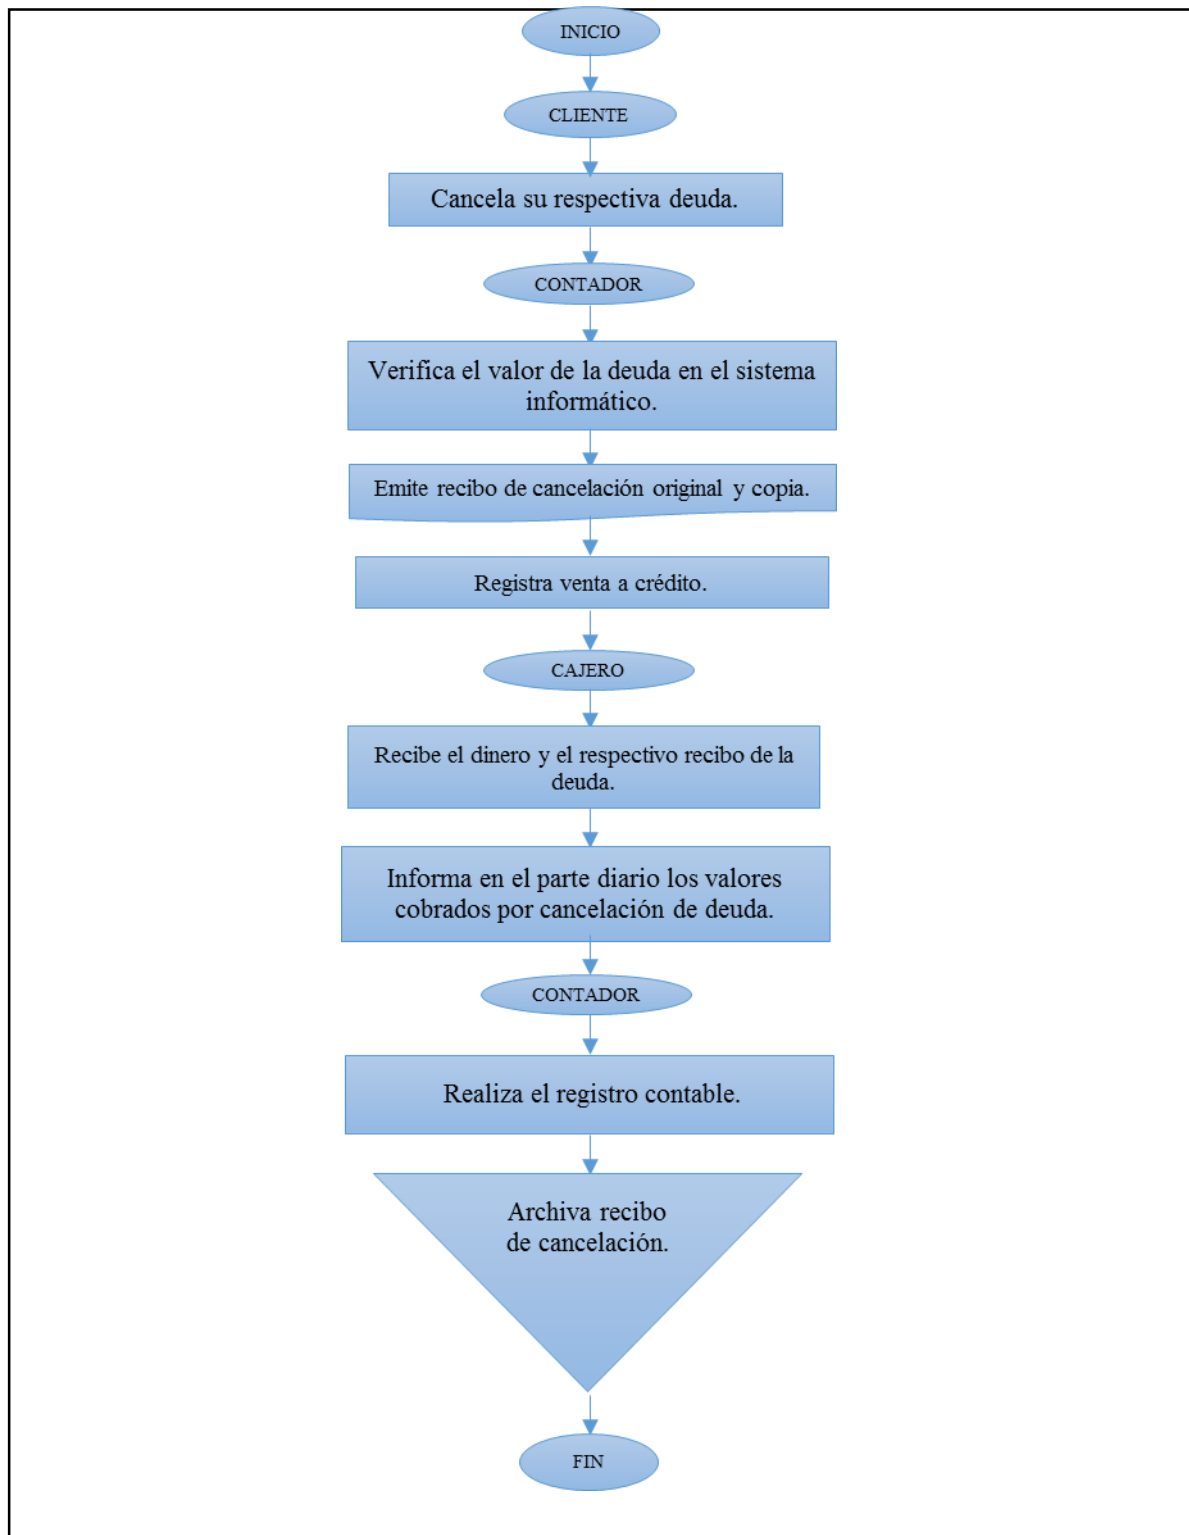 INICIO
CLIENTE
Cancela su respectiva deuda.
CONTADOR
Verifica el valor de la deuda en el sistema
informático.
Emite recibo de cancelación original y copia.
Registra venta a crédito.
CAJERO
Recibe el dinero y el respectivo recibo de la
deuda.
Informa en el parte diario los valores
cobrados por cancelación de deuda.
CONTADOR
Realiza el registro contable.
Archiva recibo
de cancelación.
FIN